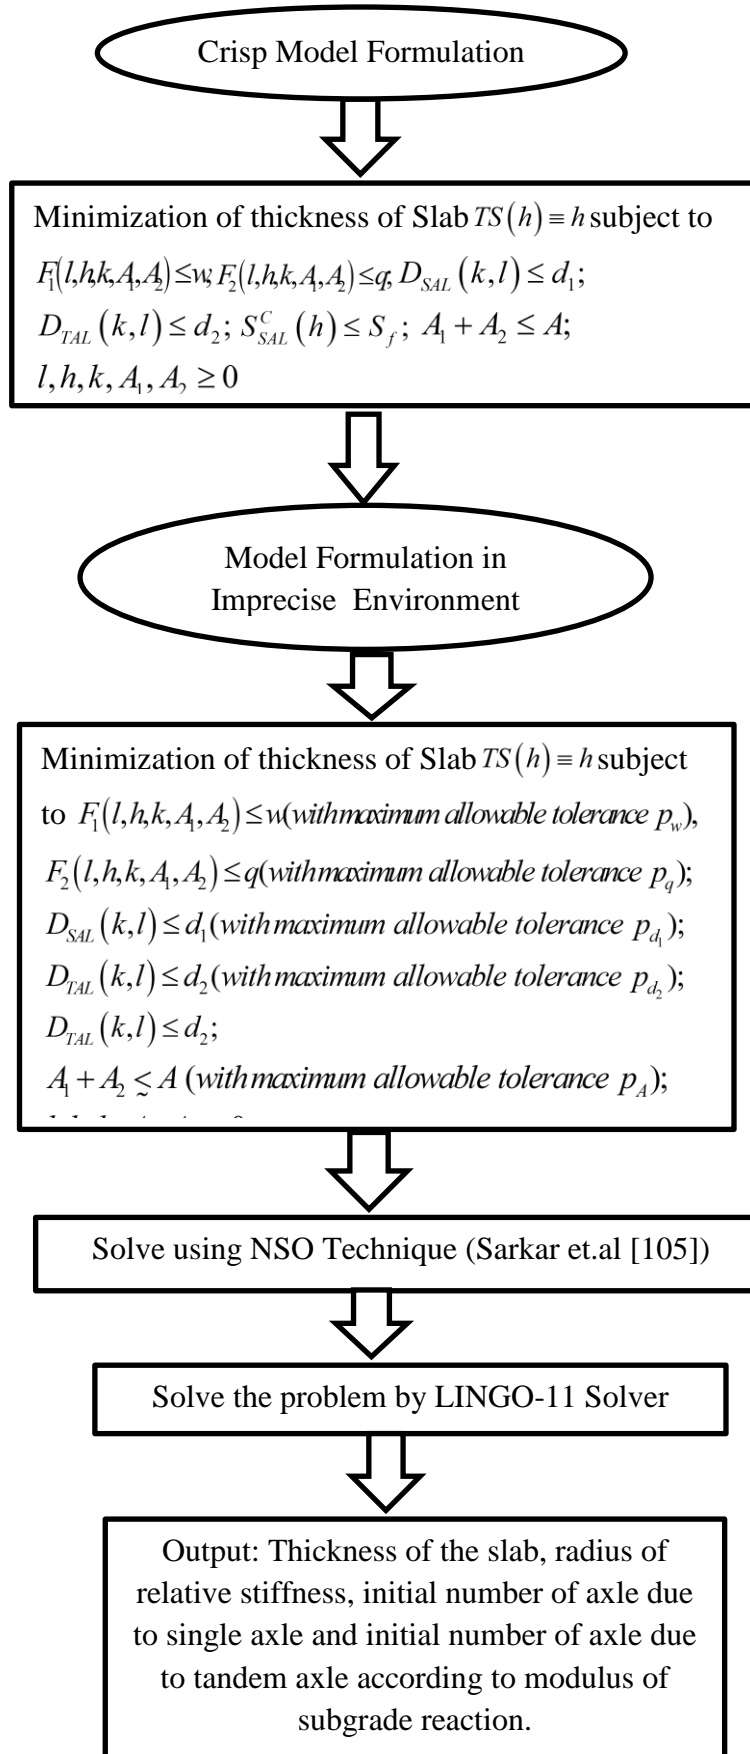 Crisp Model Formulation
Minimization of thickness of Slab TS(h) ≡ h subject to
F₁(l,h,k,A₁,A₂) ≤ w; F₂(l,h,k,A₁,A₂) ≤ q; D_SAL(k,l) ≤ d₁;
D_TAL(k,l) ≤ d₂; S^C_SAL(h) ≤ S_f; A₁ + A₂ ≤ A;
l, h, k, A₁, A₂ ≥ 0
Model Formulation in
Imprecise Environment
Minimization of thickness of Slab TS(h) ≡ h subject
to F₁(l,h,k,A₁,A₂) ≤ w(with maximum allowable tolerance p_w),
F₂(l,h,k,A₁,A₂) ≤ q(with maximum allowable tolerance p_q);
D_SAL(k,l) ≤ d₁(with maximum allowable tolerance p_d₁);
D_TAL(k,l) ≤ d₂(with maximum allowable tolerance p_d₂);
D_TAL(k,l) ≤ d₂;
A₁ + A₂ ≲ A (with maximum allowable tolerance p_A);
Solve using NSO Technique (Sarkar et.al [105])
Solve the problem by LINGO-11 Solver
Output: Thickness of the slab, radius of
relative stiffness, initial number of axle due
to single axle and initial number of axle due
to tandem axle according to modulus of
subgrade reaction.